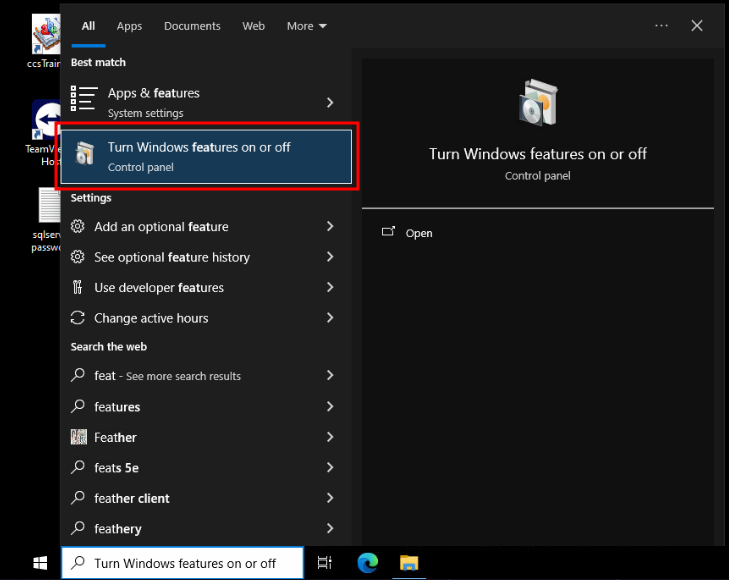 All Apps Documents Web More
Best match
Apps & features
System settings
Turn Windows features on or off
Control panel
Settings
Add an optional feature
See optional feature history
Use developer features
Change active hours
Search the web
feat - See more search results
features
Feather
feats 5e
feather client
feathery
Turn Windows features on or off
Control panel
Open
ccsTrain
TeamVie
Host
sqlserv
passwo
Turn Windows features on or off